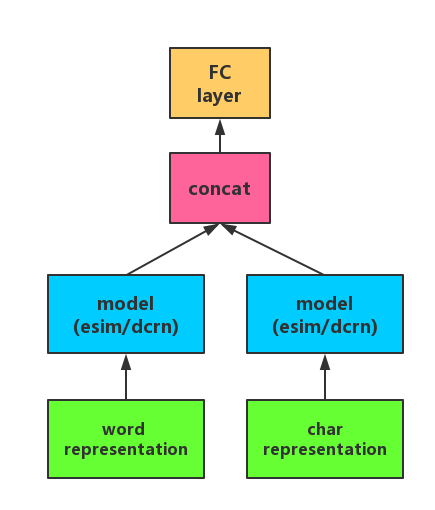 FC
layer
concat
model
(esim/dcrn)
model
(esim/dcrn)
word
representation
char
representation